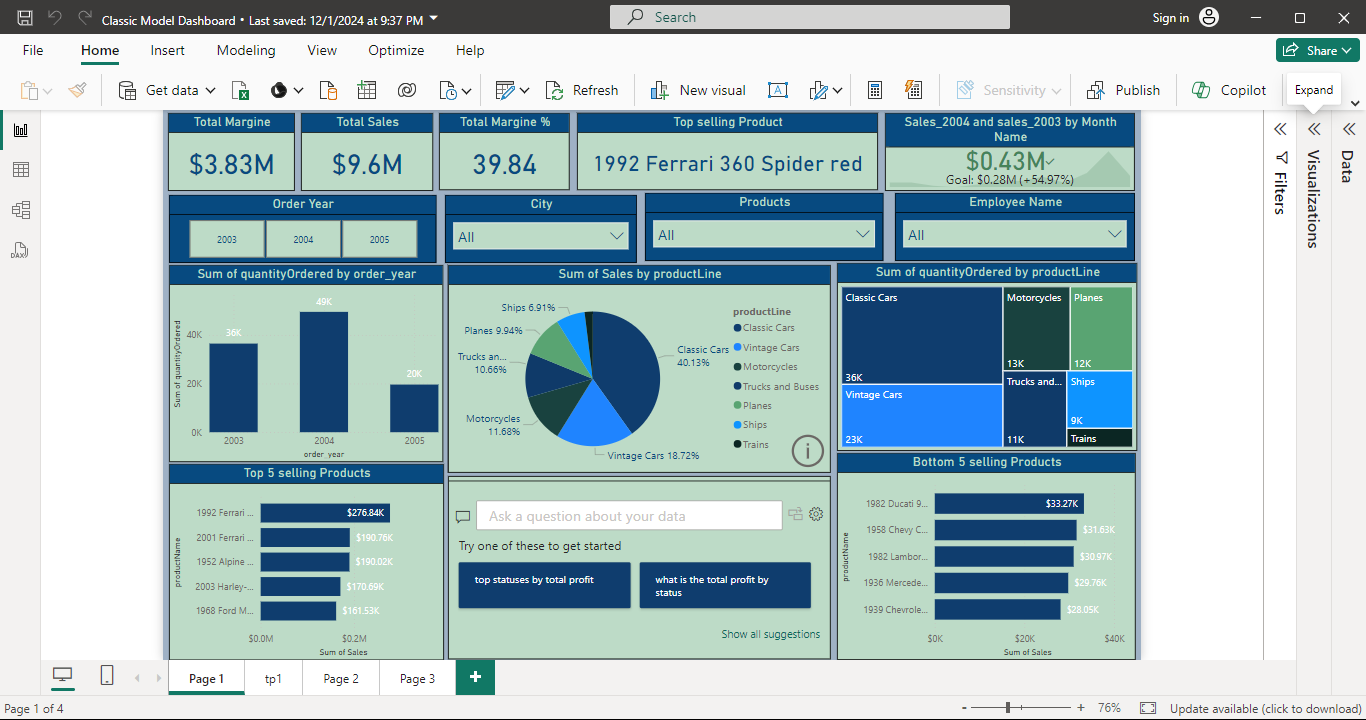 Classic Model Dashboard • Last saved: 12/1/2024 at 9:37 PM
Search
Sign in
File
Home
Insert
Modeling
View
Optimize
Help
Share
Get data
Refresh
New visual
Sensitivity
Publish
Copilot
Expand
DAX
Total Margine
$3.83M
Total Sales
$9.6M
Total Margine %
39.84
Top selling Product
1992 Ferrari 360 Spider red
Sales_2004 and sales_2003 by Month
Name
$0.43M
Goal: $0.28M (+54.97%)
Filters
Visualizations
Data
Order Year
2003
2004
2005
City
All
Products
All
Employee Name
All
Sum of quantityOrdered by order_year
Sum of quantityOrdered
40K
20K
0K
36K
49K
20K
2003
2004
2005
order_year
Sum of Sales by productLine
Ships 6.91%
Planes 9.94%
Trucks an...
10.66%
Motorcycles
11.68%
Classic Cars
40.13%
Vintage Cars 18.72%
productLine
Classic Cars
Vintage Cars
Motorcycles
Trucks and Buses
Planes
Ships
Trains
Sum of quantityOrdered by productLine
Classic Cars
36K
Vintage Cars
23K
Motorcycles
13K
Planes
12K
Trucks and...
11K
Ships
9K
Trains
Top 5 selling Products
productName
1992 Ferrari ...
$276.84K
2001 Ferrari ...
$190.76K
1952 Alpine ...
$190.02K
2003 Harley-...
$170.69K
1968 Ford M...
$161.53K
$0.0M
$0.2M
Sum of Sales
Ask a question about your data
Try one of these to get started
top statuses by total profit
what is the total profit by
status
Show all suggestions
Bottom 5 selling Products
productName
1982 Ducati 9...
$33.27K
1958 Chevy C...
$31.63K
1982 Lambor...
$30.97K
1936 Mercede...
$29.76K
1939 Chevrole...
$28.05K
$0K
$20K
$40K
Sum of Sales
Page 1
tp1
Page 2
Page 3
+
Page 1 of 4
-
+
76%
Update available (click to download)